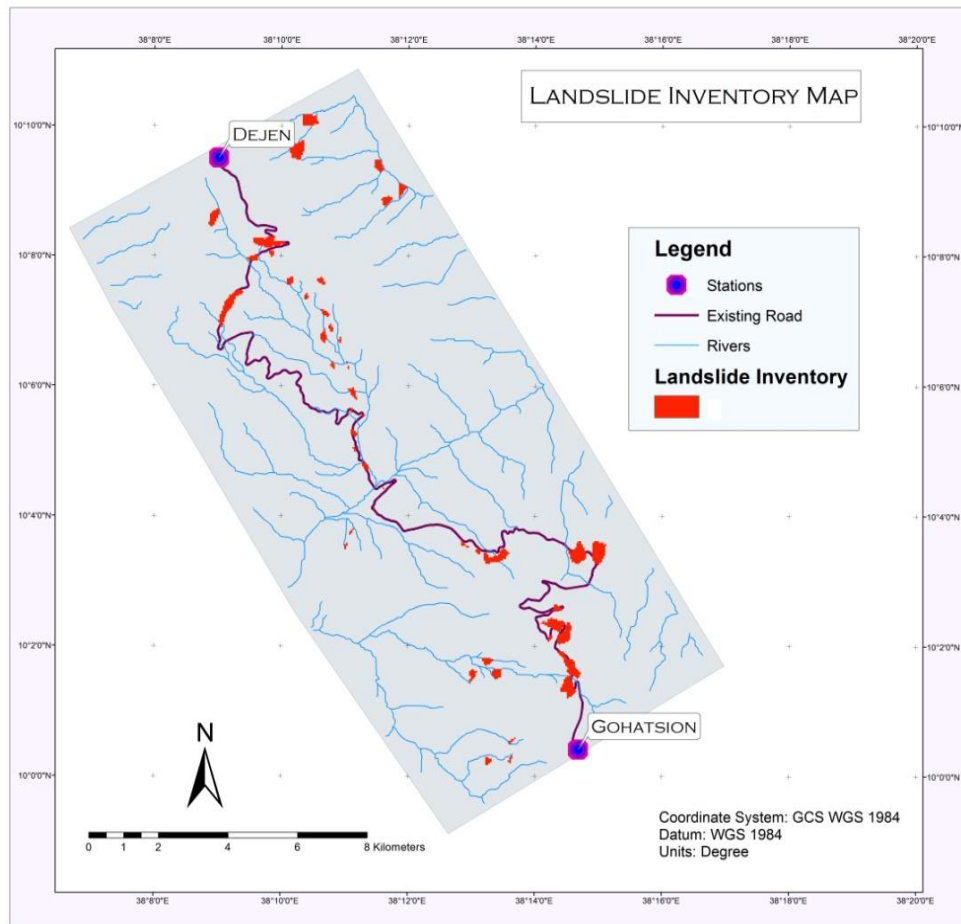 38°8'0"E 38°10'0"E 38°12'0"E 38°14'0"E 38°16'0"E 38°18'0"E 38°20'0"E
LANDSLIDE INVENTORY MAP
10°10'0"N 10°10'0"N
DEJEN
10°8'0"N 10°8'0"N
Legend
Stations
Existing Road
Rivers
Landslide Inventory
10°6'0"N 10°6'0"N
10°4'0"N 10°4'0"N
10°2'0"N 10°2'0"N
GOHATSION
N
10°0'0"N 10°0'0"N
Coordinate System: GCS WGS 1984
Datum: WGS 1984
Units: Degree
0 1 2 4 6 8 Kilometers
38°8'0"E 38°10'0"E 38°12'0"E 38°14'0"E 38°16'0"E 38°18'0"E 38°20'0"E